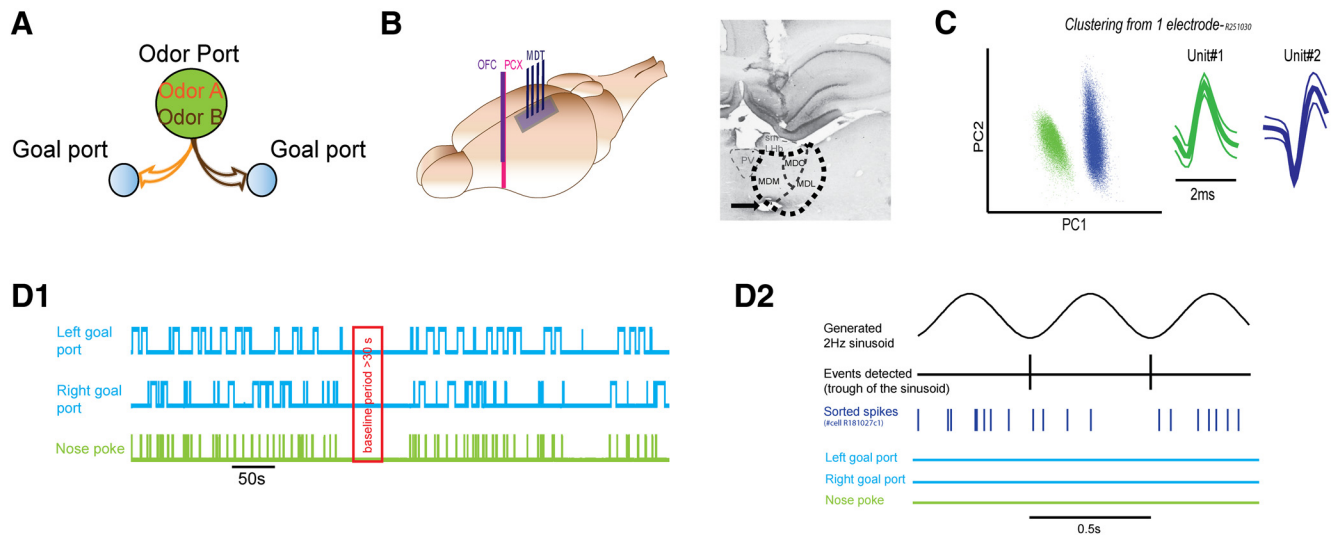 A
Odor Port
Odor A
Odor B
Goal port
Goal port
B
OFC PCX MDT
sm
LHb
PV
MDC
MDM
MDL
C
Clustering from 1 electrode-R251030
PC2
PC1
Unit#1
Unit#2
2ms
D1
Left goal
port
Right goal
port
Nose poke
baseline period >30 s
50s
D2
Generated
2Hz sinusoid
Events detected
(trough of the sinusoid)
Sorted spikes
(#cell R181027c1)
Left goal port
Right goal port
Nose poke
0.5s